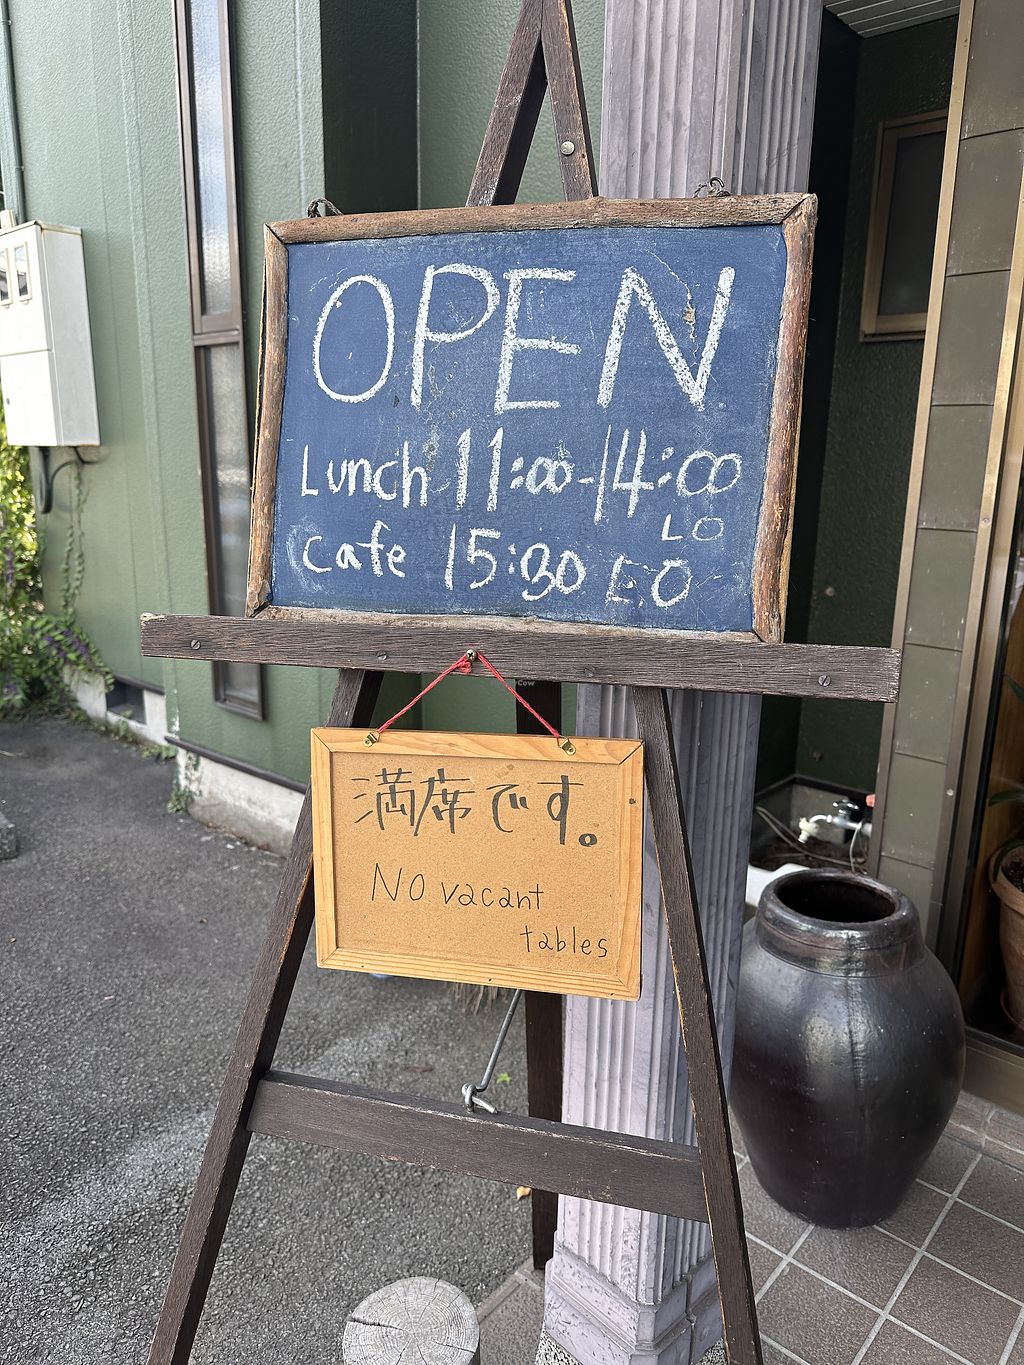 OPEN
Lunch 11:00-14:00
LO
Cafe 15:30 L.O
満席です。
No vacant
tables